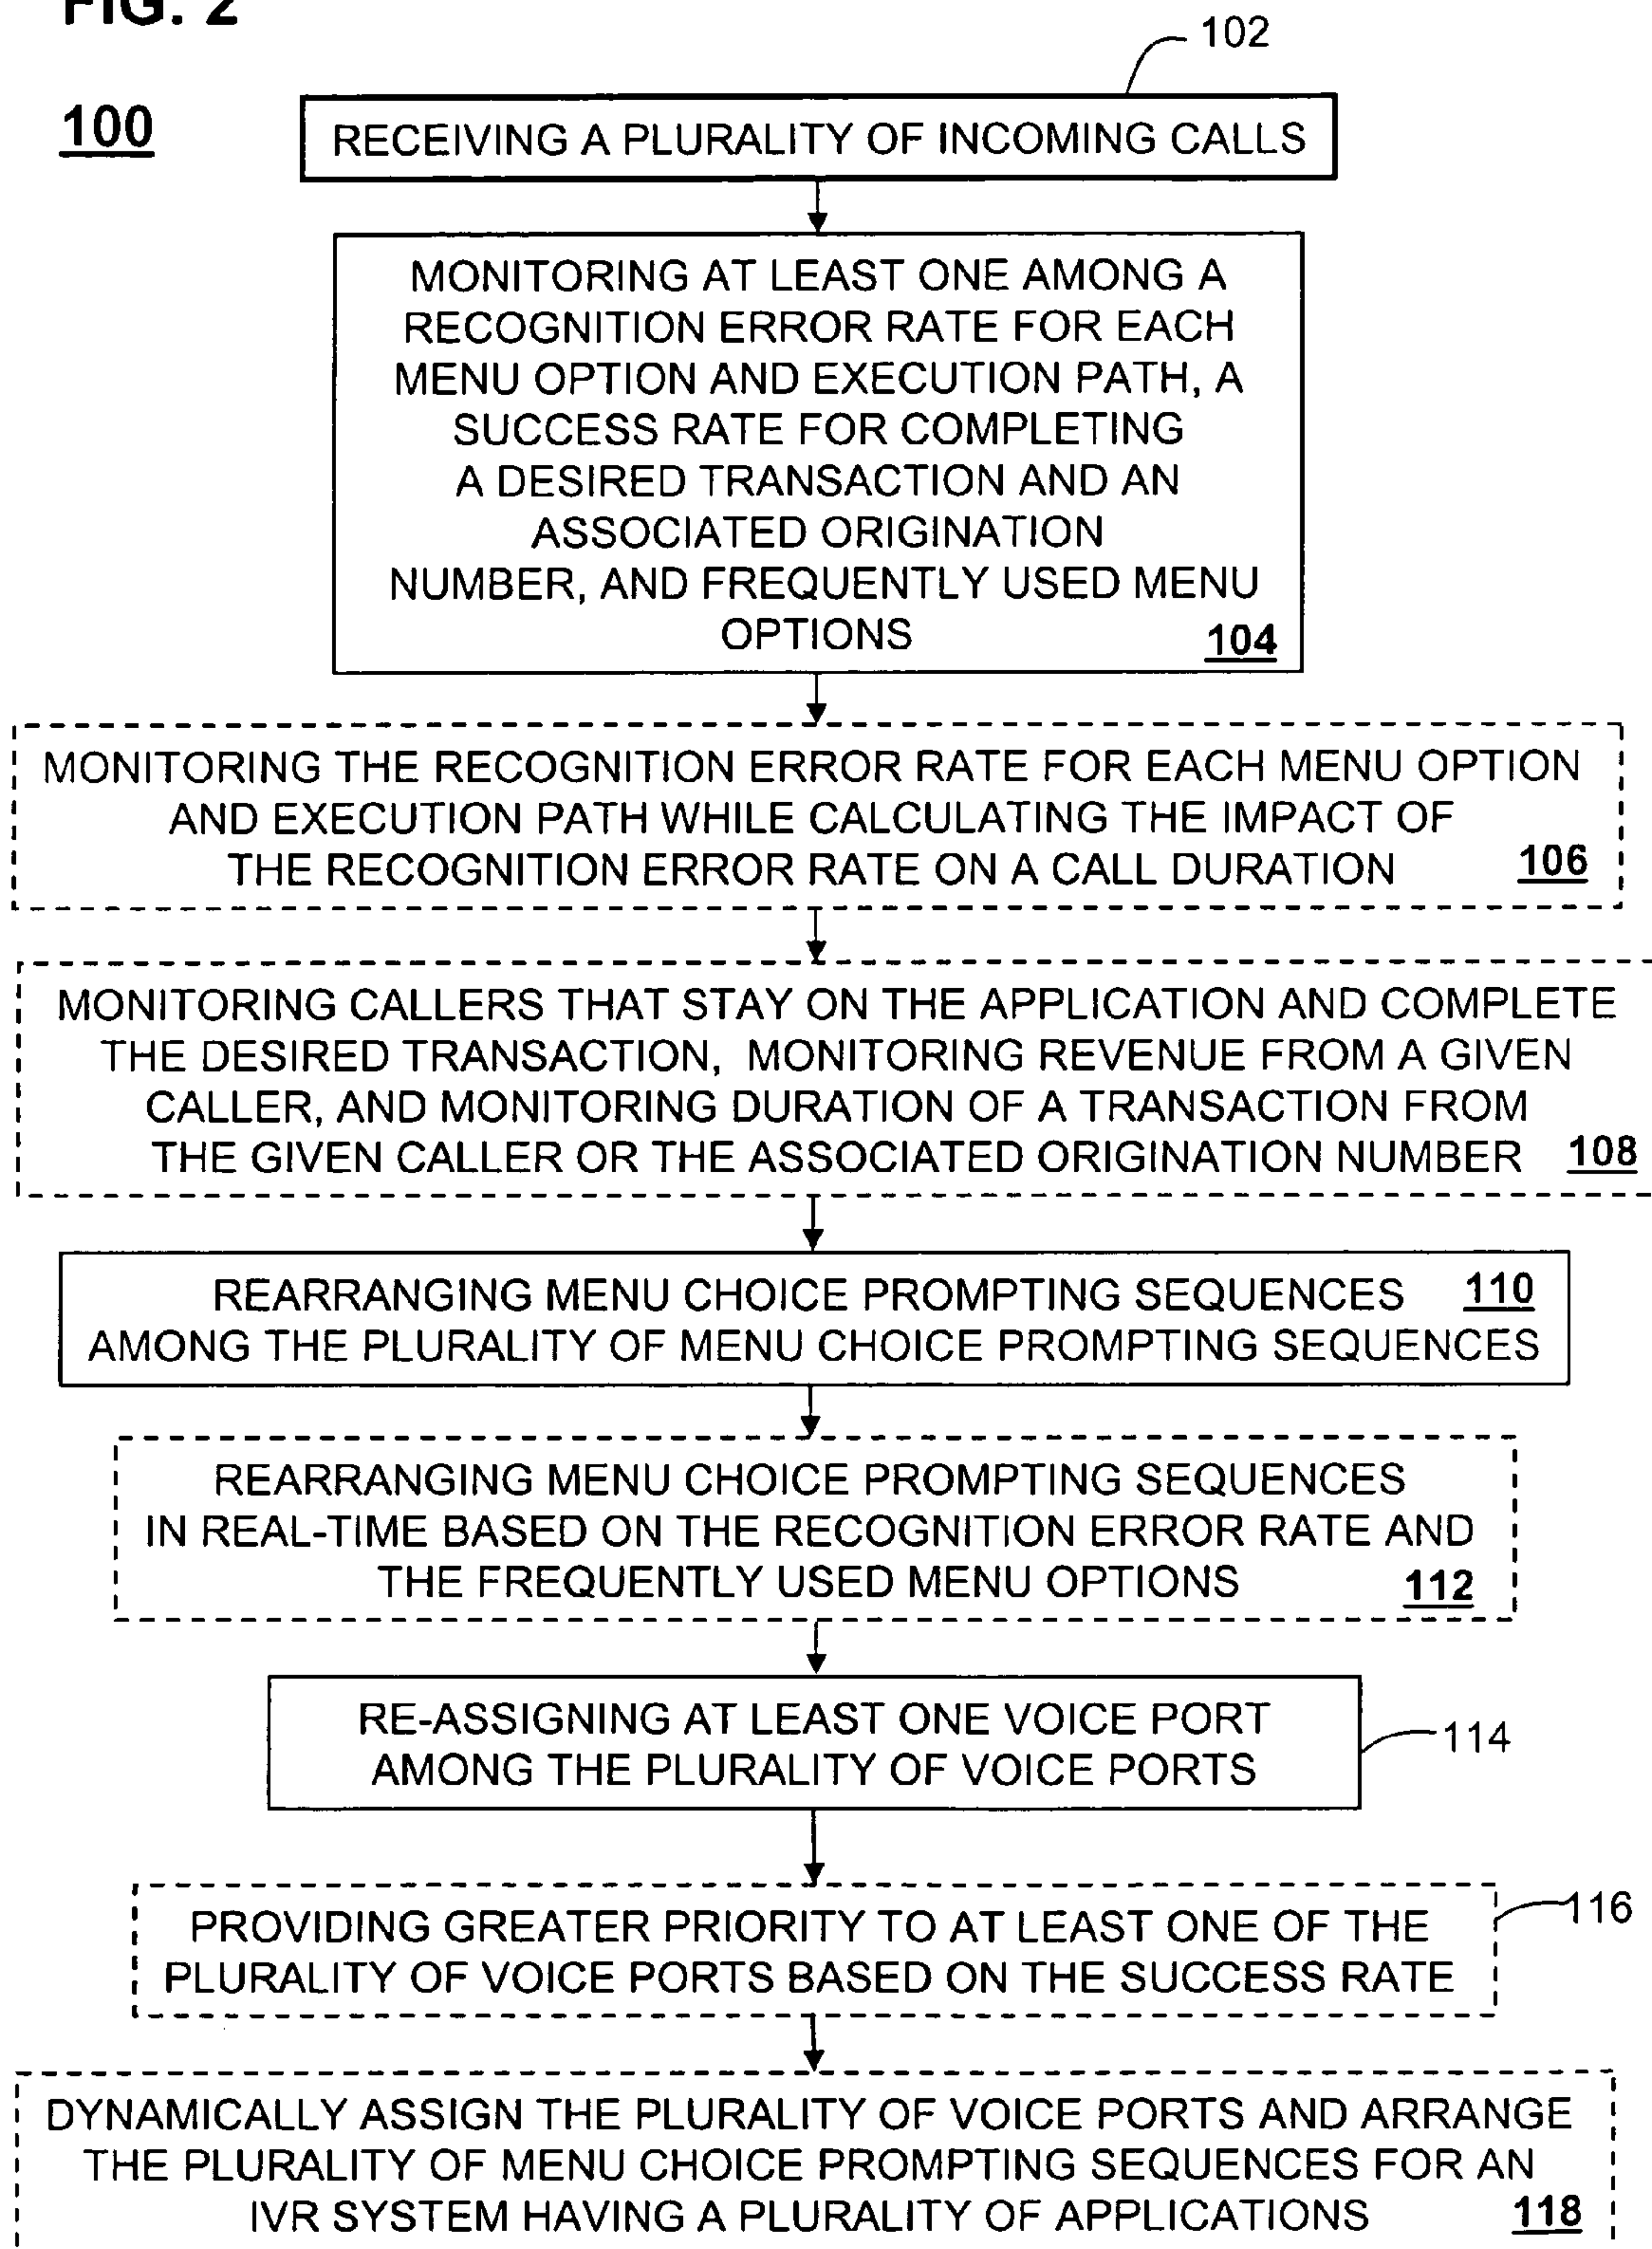 FIG. 2
102
100
RECEIVING A PLURALITY OF INCOMING CALLS
MONITORING AT LEAST ONE AMONG A
RECOGNITION ERROR RATE FOR EACH
MENU OPTION AND EXECUTION PATH, A
SUCCESS RATE FOR COMPLETING
A DESIRED TRANSACTION AND AN
ASSOCIATED ORIGINATION
NUMBER, AND FREQUENTLY USED MENU
OPTIONS 104
MONITORING THE RECOGNITION ERROR RATE FOR EACH MENU OPTION
AND EXECUTION PATH WHILE CALCULATING THE IMPACT OF
THE RECOGNITION ERROR RATE ON A CALL DURATION 106
MONITORING CALLERS THAT STAY ON THE APPLICATION AND COMPLETE
THE DESIRED TRANSACTION, MONITORING REVENUE FROM A GIVEN
CALLER, AND MONITORING DURATION OF A TRANSACTION FROM
THE GIVEN CALLER OR THE ASSOCIATED ORIGINATION NUMBER 108
REARRANGING MENU CHOICE PROMPTING SEQUENCES 110
AMONG THE PLURALITY OF MENU CHOICE PROMPTING SEQUENCES
REARRANGING MENU CHOICE PROMPTING SEQUENCES
IN REAL-TIME BASED ON THE RECOGNITION ERROR RATE AND
THE FREQUENTLY USED MENU OPTIONS 112
RE-ASSIGNING AT LEAST ONE VOICE PORT
AMONG THE PLURALITY OF VOICE PORTS
114
PROVIDING GREATER PRIORITY TO AT LEAST ONE OF THE
PLURALITY OF VOICE PORTS BASED ON THE SUCCESS RATE
116
DYNAMICALLY ASSIGN THE PLURALITY OF VOICE PORTS AND ARRANGE
THE PLURALITY OF MENU CHOICE PROMPTING SEQUENCES FOR AN
IVR SYSTEM HAVING A PLURALITY OF APPLICATIONS 118